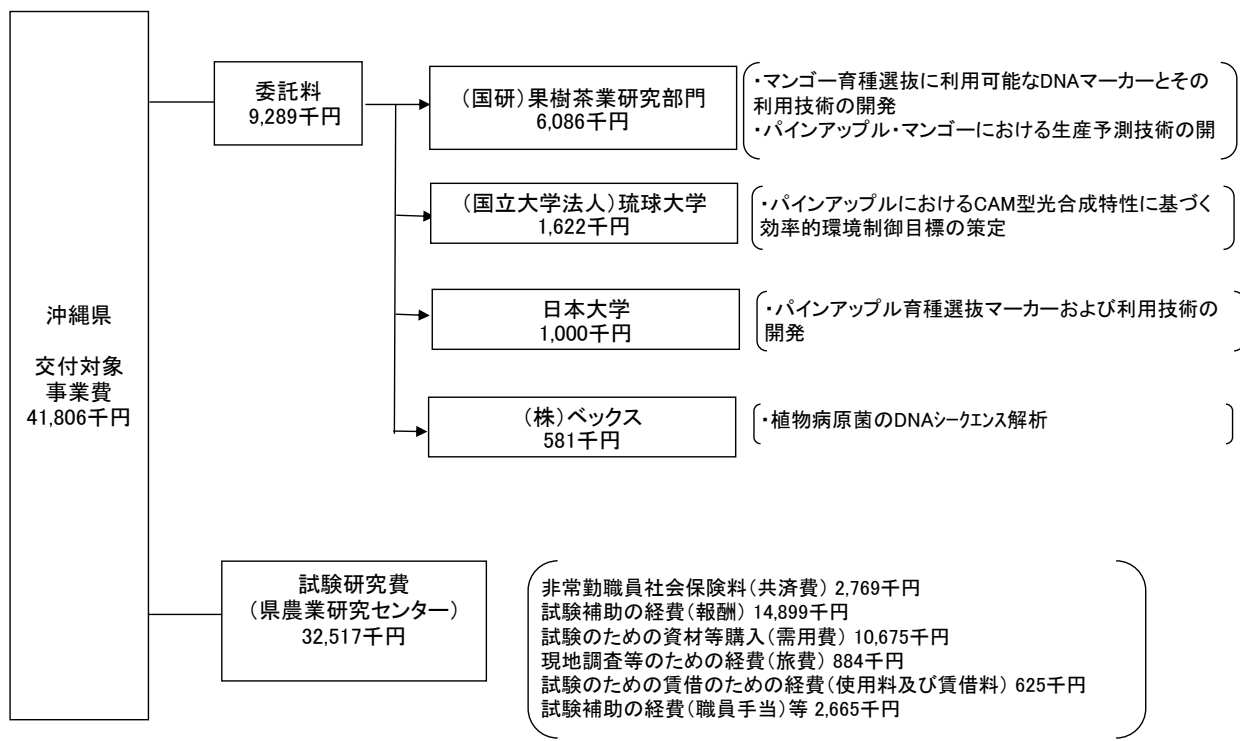 沖縄県
交付対象
事業費
41,806千円
委託料
9,289千円
(国研)果樹茶業研究部門
6,086千円
・マンゴー育種選抜に利用可能なDNAマーカーとその
利用技術の開発
・パインアップル・マンゴーにおける生産予測技術の開
(国立大学法人)琉球大学
1,622千円
・パインアップルにおけるCAM型光合成特性に基づく
効率的環境制御目標の策定
日本大学
1,000千円
・パインアップル育種選抜マーカーおよび利用技術の
開発
(株)ベックス
581千円
・植物病原菌のDNAシークエンス解析
試験研究費
(県農業研究センター)
32,517千円
非常勤職員社会保険料(共済費) 2,769千円
試験補助の経費(報酬) 14,899千円
試験のための資材等購入(需用費) 10,675千円
現地調査等のための経費(旅費) 884千円
試験のための賃借のための経費(使用料及び賃借料) 625千円
試験補助の経費(職員手当)等 2,665千円